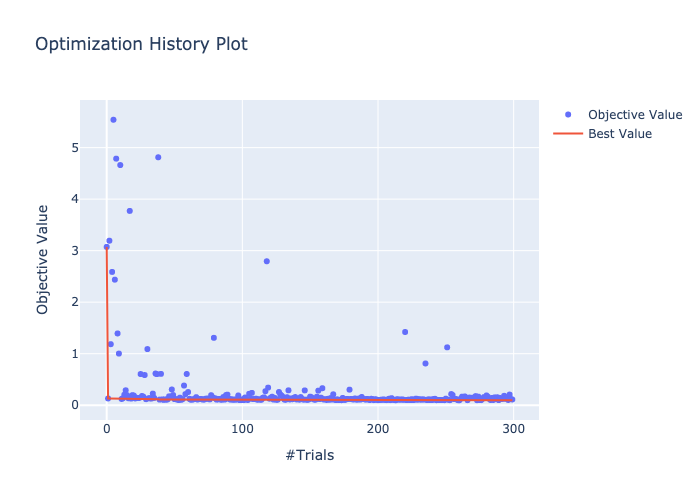 Optimization History Plot
Objective Value
Best Value
Objective Value
5
4
3
2
1
0
0 100 200 300
#Trials